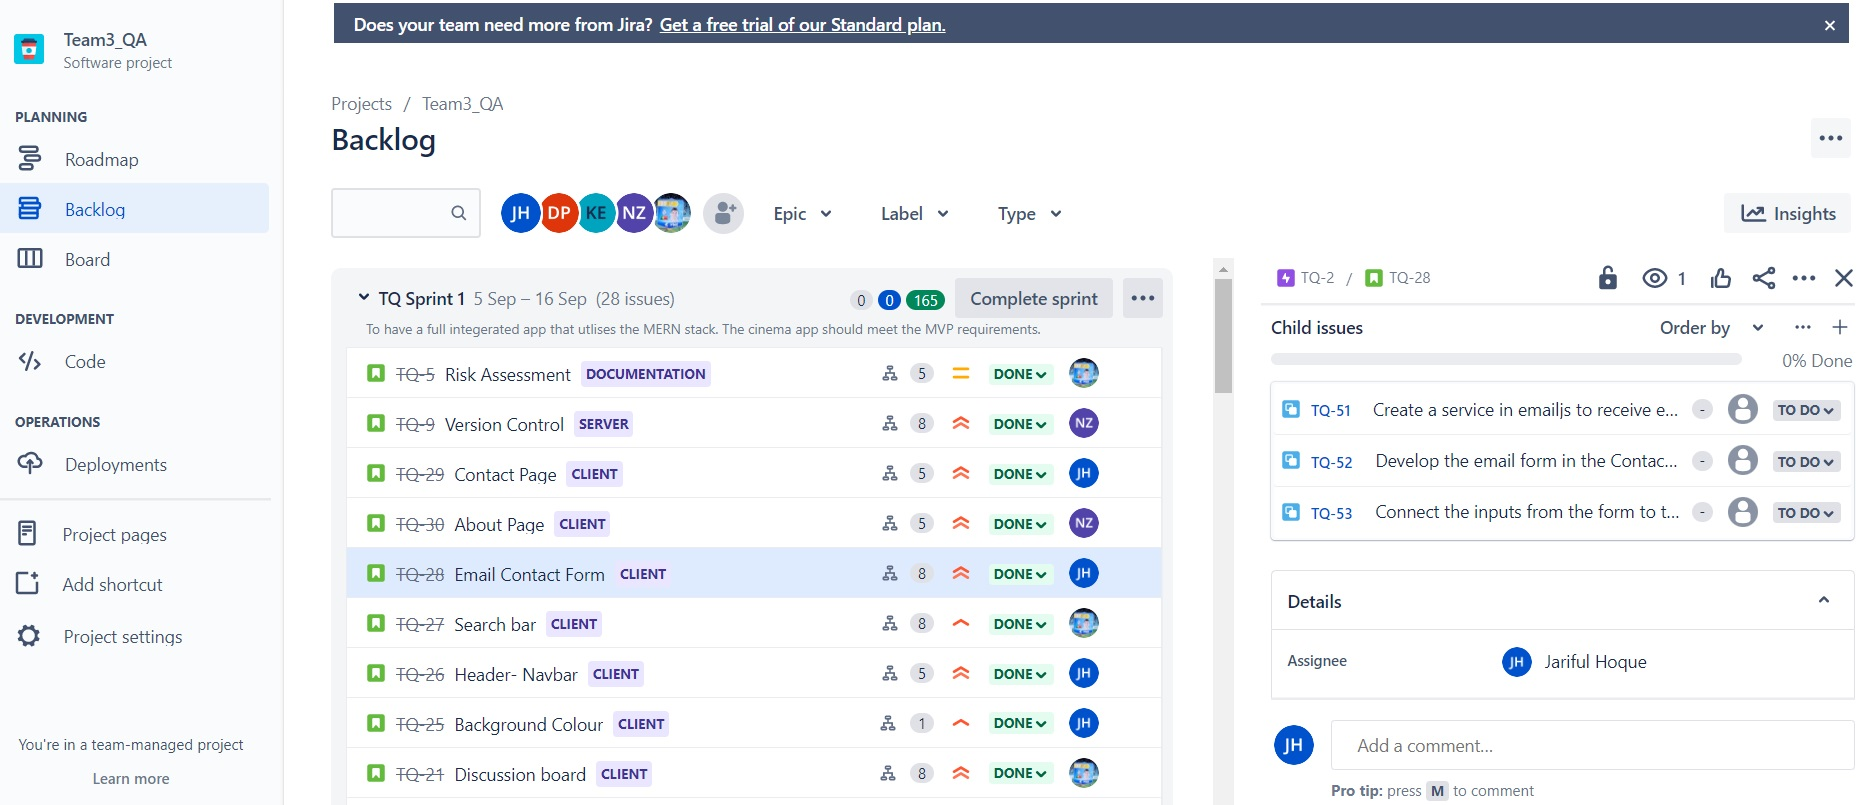 Team3_QA
Software project
PLANNING
Roadmap
Backlog
Board
DEVELOPMENT
Code
OPERATIONS
Deployments
Project pages
Add shortcut
Project settings
You're in a team-managed project
Learn more
Does your team need more from Jira? Get a free trial of our Standard plan.
Projects / Team3_QA
Backlog
JH DP KE NZ Epic Label Type
Insights
TQ Sprint 1 5 Sep – 16 Sep (28 issues) 0 0 165 Complete sprint
To have a full integerated app that utlises the MERN stack. The cinema app should meet the MVP requirements.
TQ-5 Risk Assessment DOCUMENTATION 5 DONE
TQ-9 Version Control SERVER 8 DONE NZ
TQ-29 Contact Page CLIENT 5 DONE JH
TQ-30 About Page CLIENT 5 DONE NZ
TQ-28 Email Contact Form CLIENT 8 DONE JH
TQ-27 Search bar CLIENT 8 DONE
TQ-26 Header- Navbar CLIENT 5 DONE JH
TQ-25 Background Colour CLIENT 1 DONE JH
TQ-21 Discussion board CLIENT 8 DONE
TQ-2 / TQ-28 1
Child issues Order by
0% Done
TQ-51 Create a service in emailjs to receive e... - TO DO
TQ-52 Develop the email form in the Contac... - TO DO
TQ-53 Connect the inputs from the form to t... - TO DO
Details
Assignee JH Jariful Hoque
JH Add a comment...
Pro tip: press M to comment